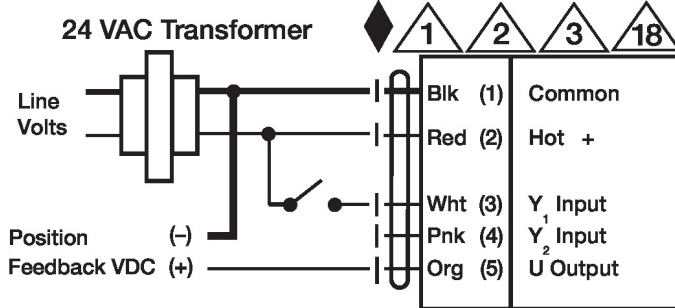 24 VAC Transformer
1 2 3 18
Line
Volts
Blk (1) Common
Red (2) Hot +
Wht (3) Y1 Input
Pnk (4) Y2 Input
Org (5) U Output
Position (-)
Feedback VDC (+)